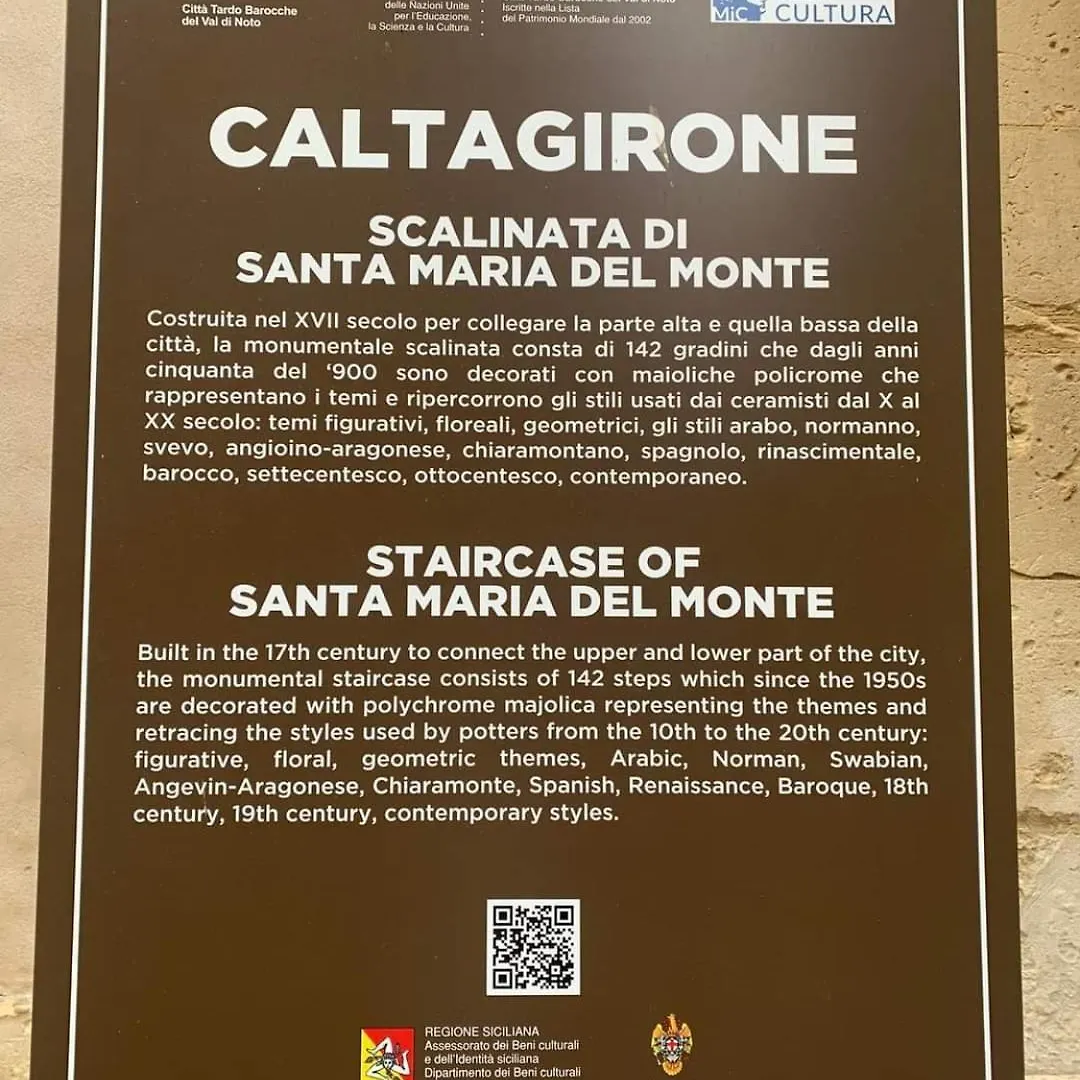 Città Tardo Barocche
del Val di Noto
delle Nazioni Unite
per l'Educazione,
la Scienza e la Cultura
Iscritte nella Lista
del Patrimonio Mondiale dal 2002
MiC CULTURA
CALTAGIRONE
SCALINATA DI
SANTA MARIA DEL MONTE
Costruita nel XVII secolo per collegare la parte alta e quella bassa della
città, la monumentale scalinata consta di 142 gradini che dagli anni
cinquanta del ‘900 sono decorati con maioliche policrome che
rappresentano i temi e ripercorrono gli stili usati dai ceramisti dal X al
XX secolo: temi figurativi, floreali, geometrici, gli stili arabo, normanno,
svevo, angioino-aragonese, chiaramontano, spagnolo, rinascimentale,
barocco, settecentesco, ottocentesco, contemporaneo.
STAIRCASE OF
SANTA MARIA DEL MONTE
Built in the 17th century to connect the upper and lower part of the city,
the monumental staircase consists of 142 steps which since the 1950s
are decorated with polychrome majolica representing the themes and
retracing the styles used by potters from the 10th to the 20th century:
figurative, floral, geometric themes, Arabic, Norman, Swabian,
Angevin-Aragonese, Chiaramonte, Spanish, Renaissance, Baroque, 18th
century, 19th century, contemporary styles.
REGIONE SICILIANA
Assessorato dei Beni culturali
e dell'Identità siciliana
Dipartimento dei Beni culturali